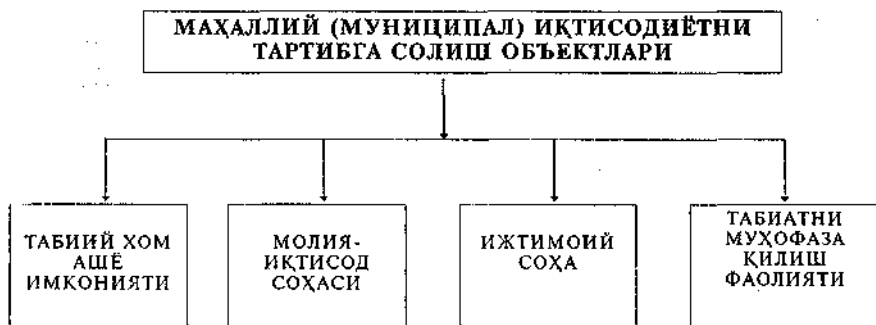 МАҲАЛЛИЙ (МУНИЦИПАЛ) ИҚТИСОДИЁТНИ
ТАРТИБГА СОЛИШ ОБЪЕКТЛАРИ
ТАБИИЙ ХОМ
АШЁ
ИМКОНИЯТИ
МОЛИЯ-
ИҚТИСОД
СОҲАСИ
ИЖТИМОИЙ
СОҲА
ТАБИАТНИ
МУҲОФАЗА
ҚИЛИШ
ФАОЛИЯТИ